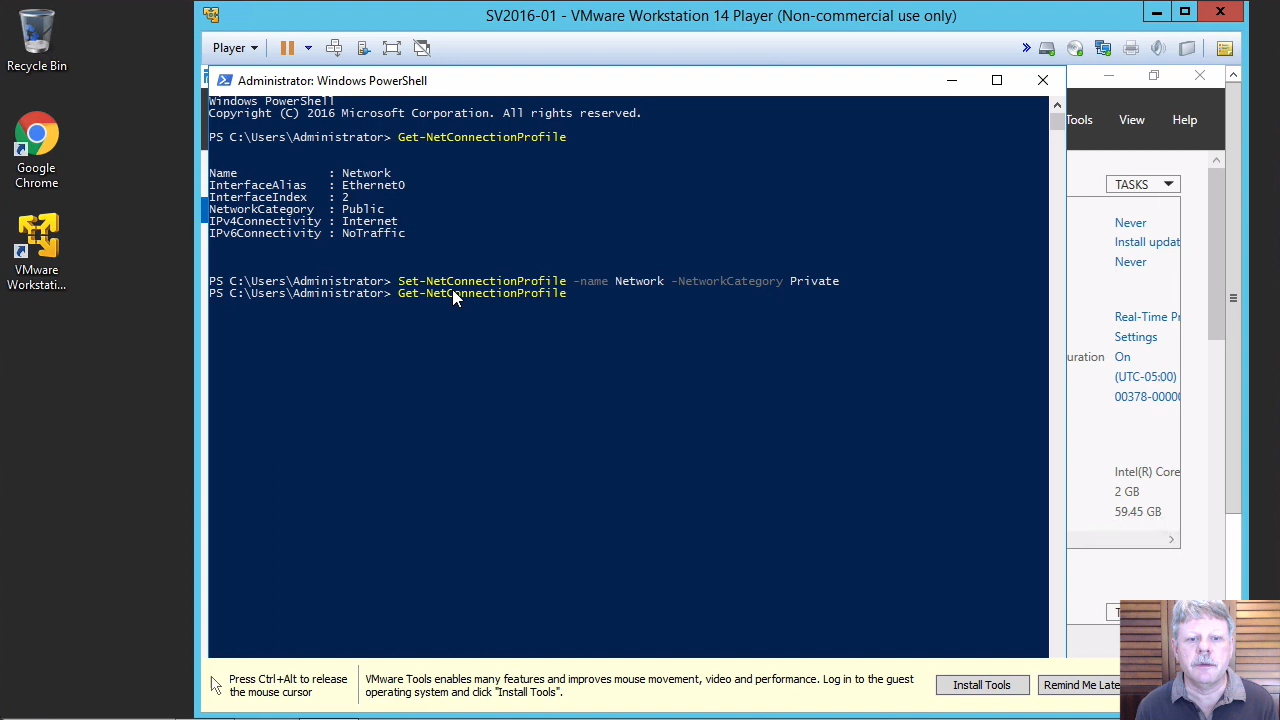 SV2016-01 - VMware Workstation 14 Player (Non-commercial use only)
Recycle Bin
Google
Chrome
VMware
Workstati...
Player
Administrator: Windows PowerShell
Windows PowerShell
Copyright (C) 2016 Microsoft Corporation. All rights reserved.
PS C:\Users\Administrator> Get-NetConnectionProfile
Name : Network
InterfaceAlias : Ethernet0
InterfaceIndex : 2
NetworkCategory : Public
IPv4Connectivity : Internet
IPv6Connectivity : NoTraffic
PS C:\Users\Administrator> Set-NetConnectionProfile -name Network -NetworkCategory Private
PS C:\Users\Administrator> Get-NetConnectionProfile
Tools View Help
TASKS
Never
Install updat
Never
Real-Time Pr
Settings
uration On
(UTC-05:00)
00378-00000
Intel(R) Core
2 GB
59.45 GB
Press Ctrl+Alt to release
the mouse cursor
VMware Tools enables many features and improves mouse movement, video and performance. Log in to the guest
operating system and click "Install Tools".
Install Tools
Remind Me Late